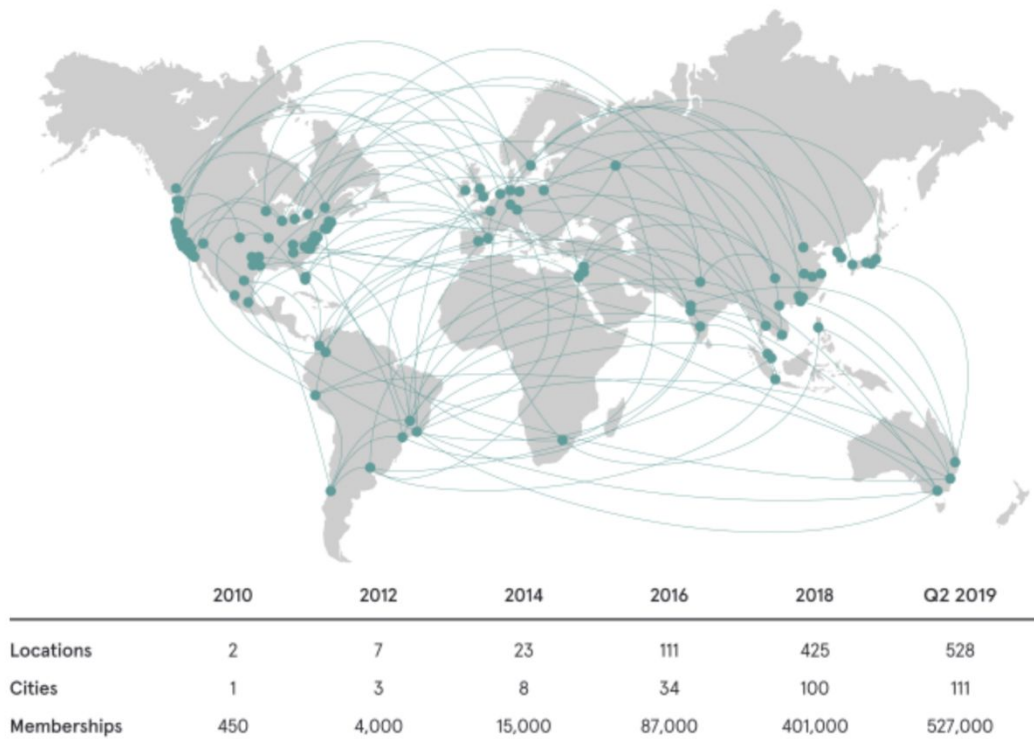 2010 2012 2014 2016 2018 Q2 2019
Locations 2 7 23 111 425 528
Cities 1 3 8 34 100 111
Memberships 450 4,000 15,000 87,000 401,000 527,000